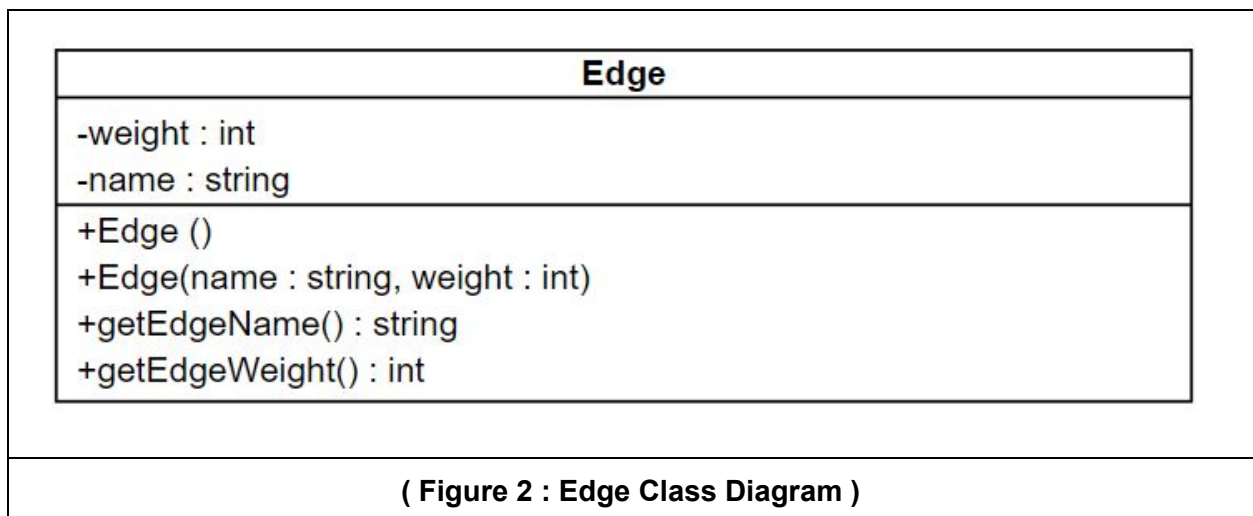 Edge
-weight : int
-name : string
+Edge ()
+Edge(name : string, weight : int)
+getEdgeName() : string
+getEdgeWeight() : int
( Figure 2 : Edge Class Diagram )